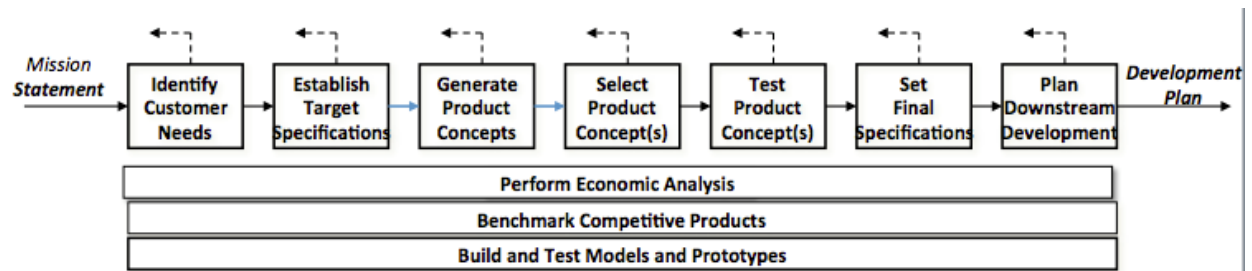 Mission
Statement
Identify
Customer
Needs
Establish
Target
Specifications
Generate
Product
Concepts
Select
Product
Concept(s)
Test
Product
Concept(s)
Set
Final
Specifications
Plan
Downstream
Development
Development
Plan
Perform Economic Analysis
Benchmark Competitive Products
Build and Test Models and Prototypes